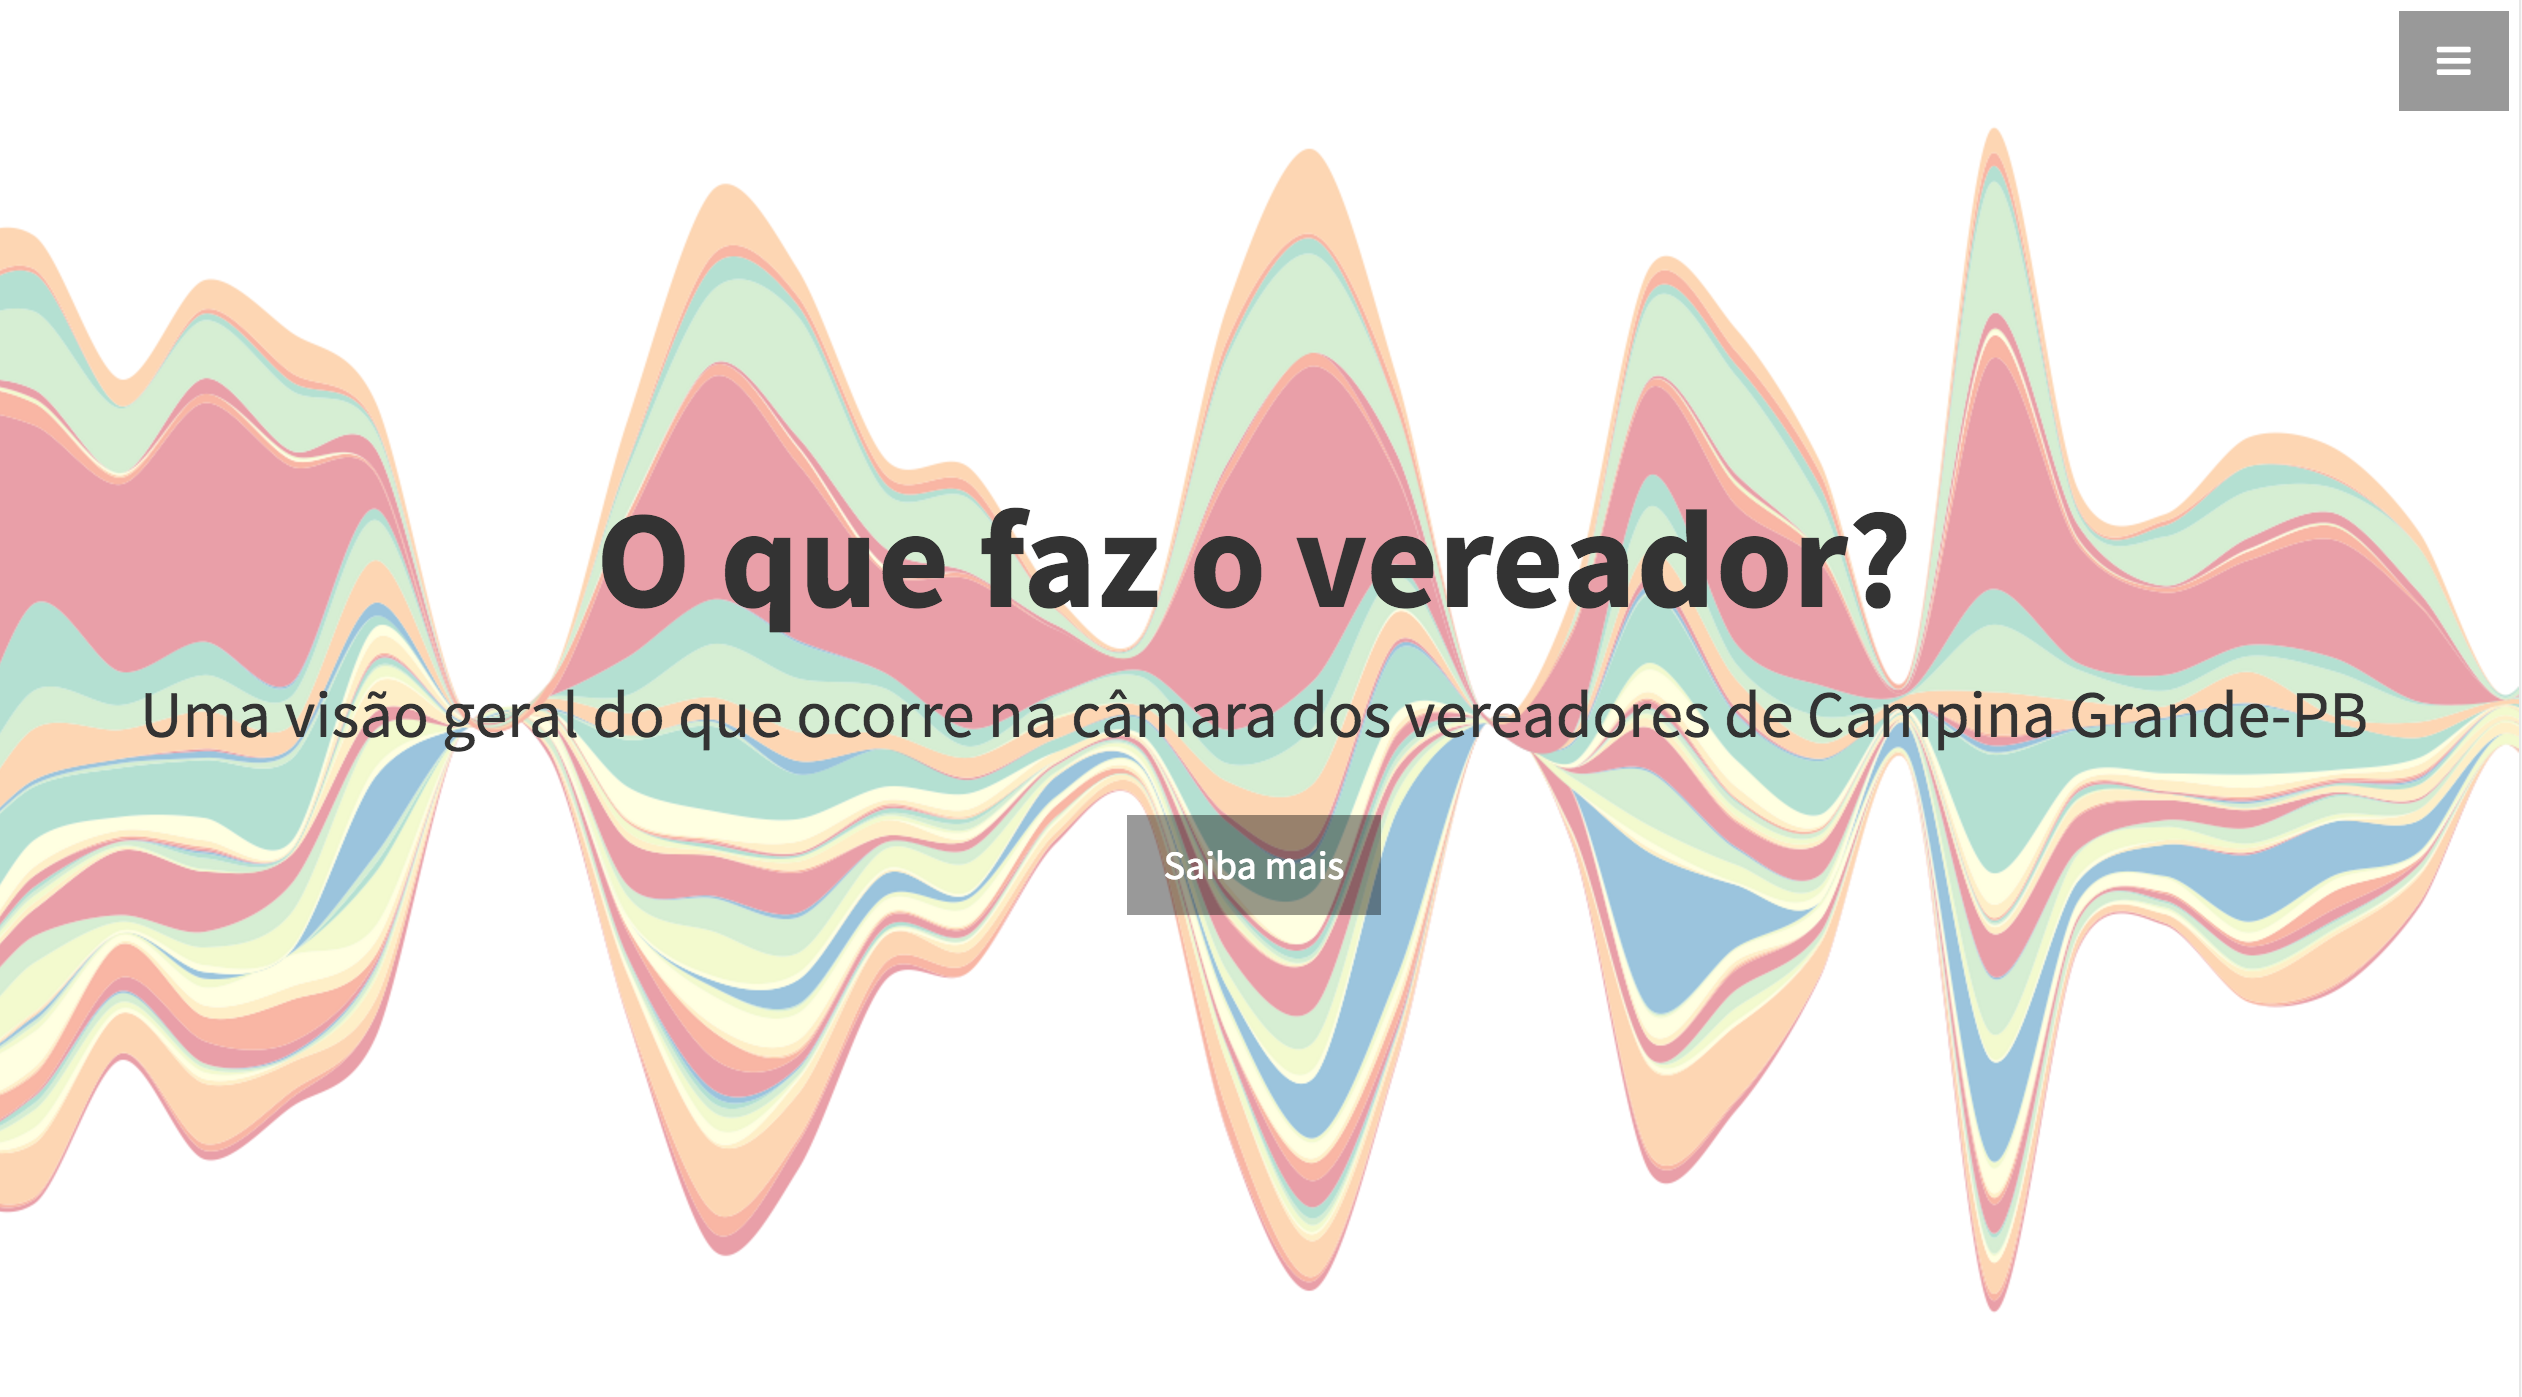 O que faz o vereador?
Uma visão geral do que ocorre na câmara dos vereadores de Campina Grande-PB
Saiba mais